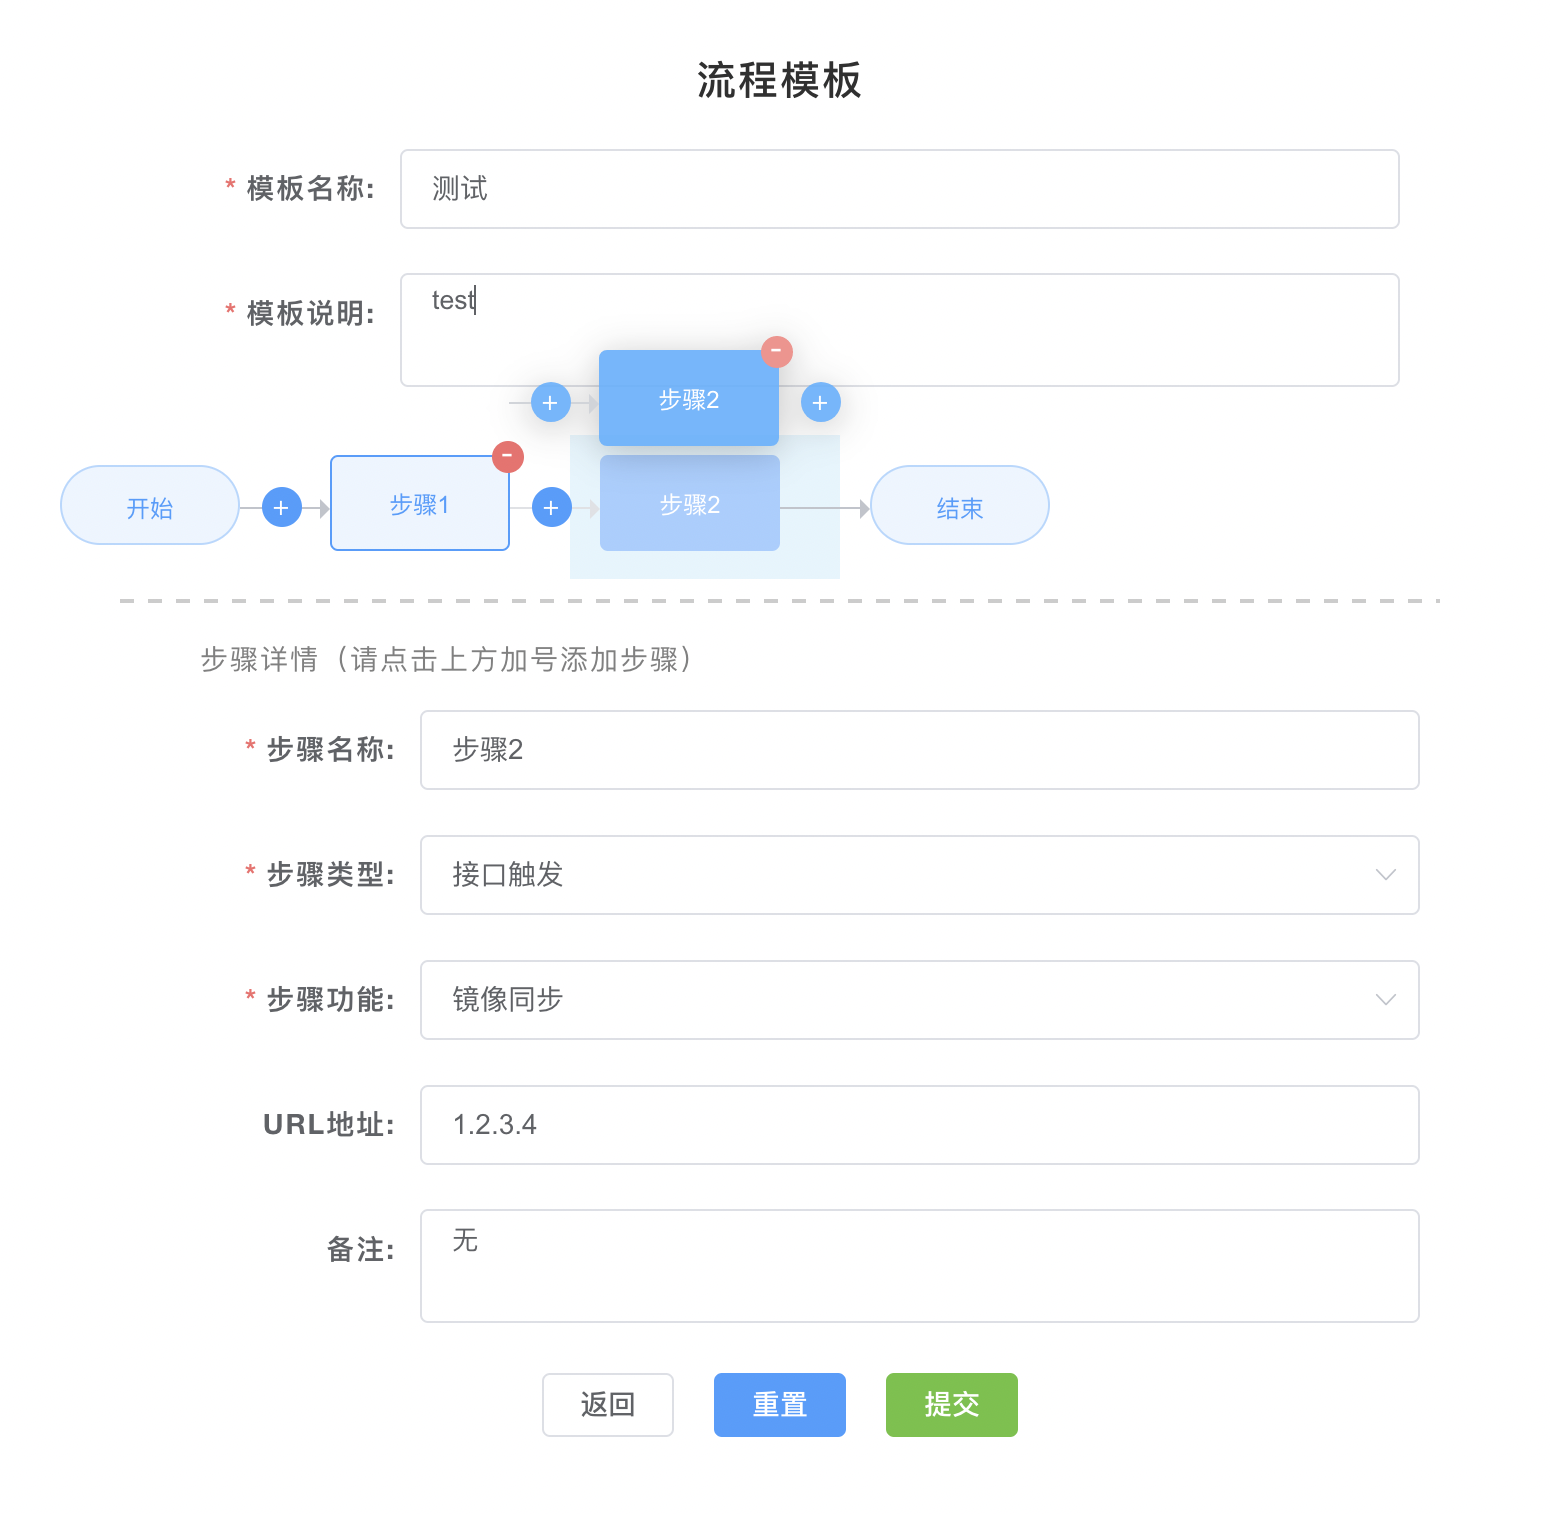 流程模板
* 模板名称: 测试
* 模板说明: test
-
+ 步骤2 +
-
开始 + 步骤1 + 步骤2 结束
步骤详情（请点击上方加号添加步骤）
* 步骤名称: 步骤2
* 步骤类型: 接口触发
* 步骤功能: 镜像同步
URL地址: 1.2.3.4
备注: 无
返回 重置 提交